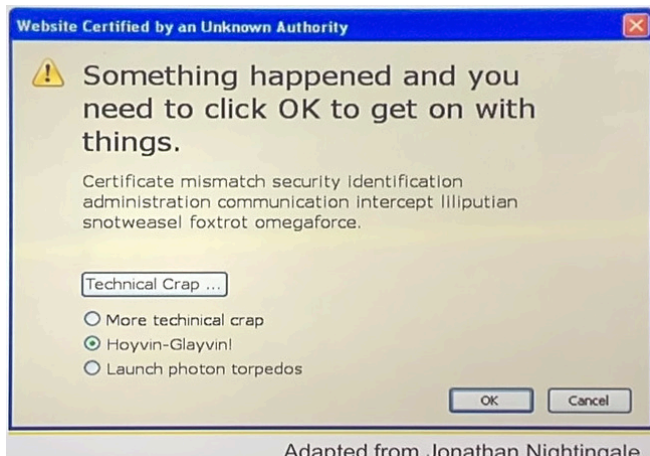 Website Certified by an Unknown Authority
Something happened and you
need to click OK to get on with
things.
Certificate mismatch security identification
administration communication intercept liliputian
snotweasel foxtrot omegaforce.
Technical Crap ...
More techinical crap
Hoyvin-Glayvin!
Launch photon torpedos
OK
Cancel
Adapted from Jonathan Nightingale